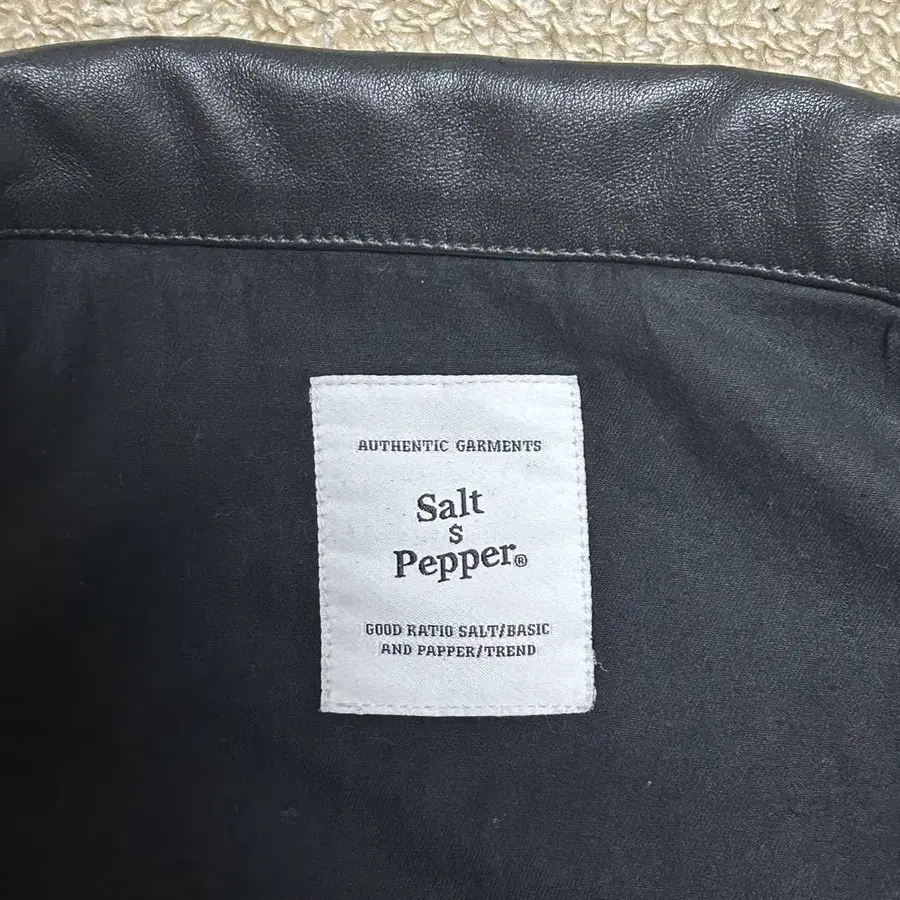 AUTHENTIC GARMENTS
Salt
$
Pepper®
GOOD RATIO SALT/BASIC
AND PAPPER/TREND